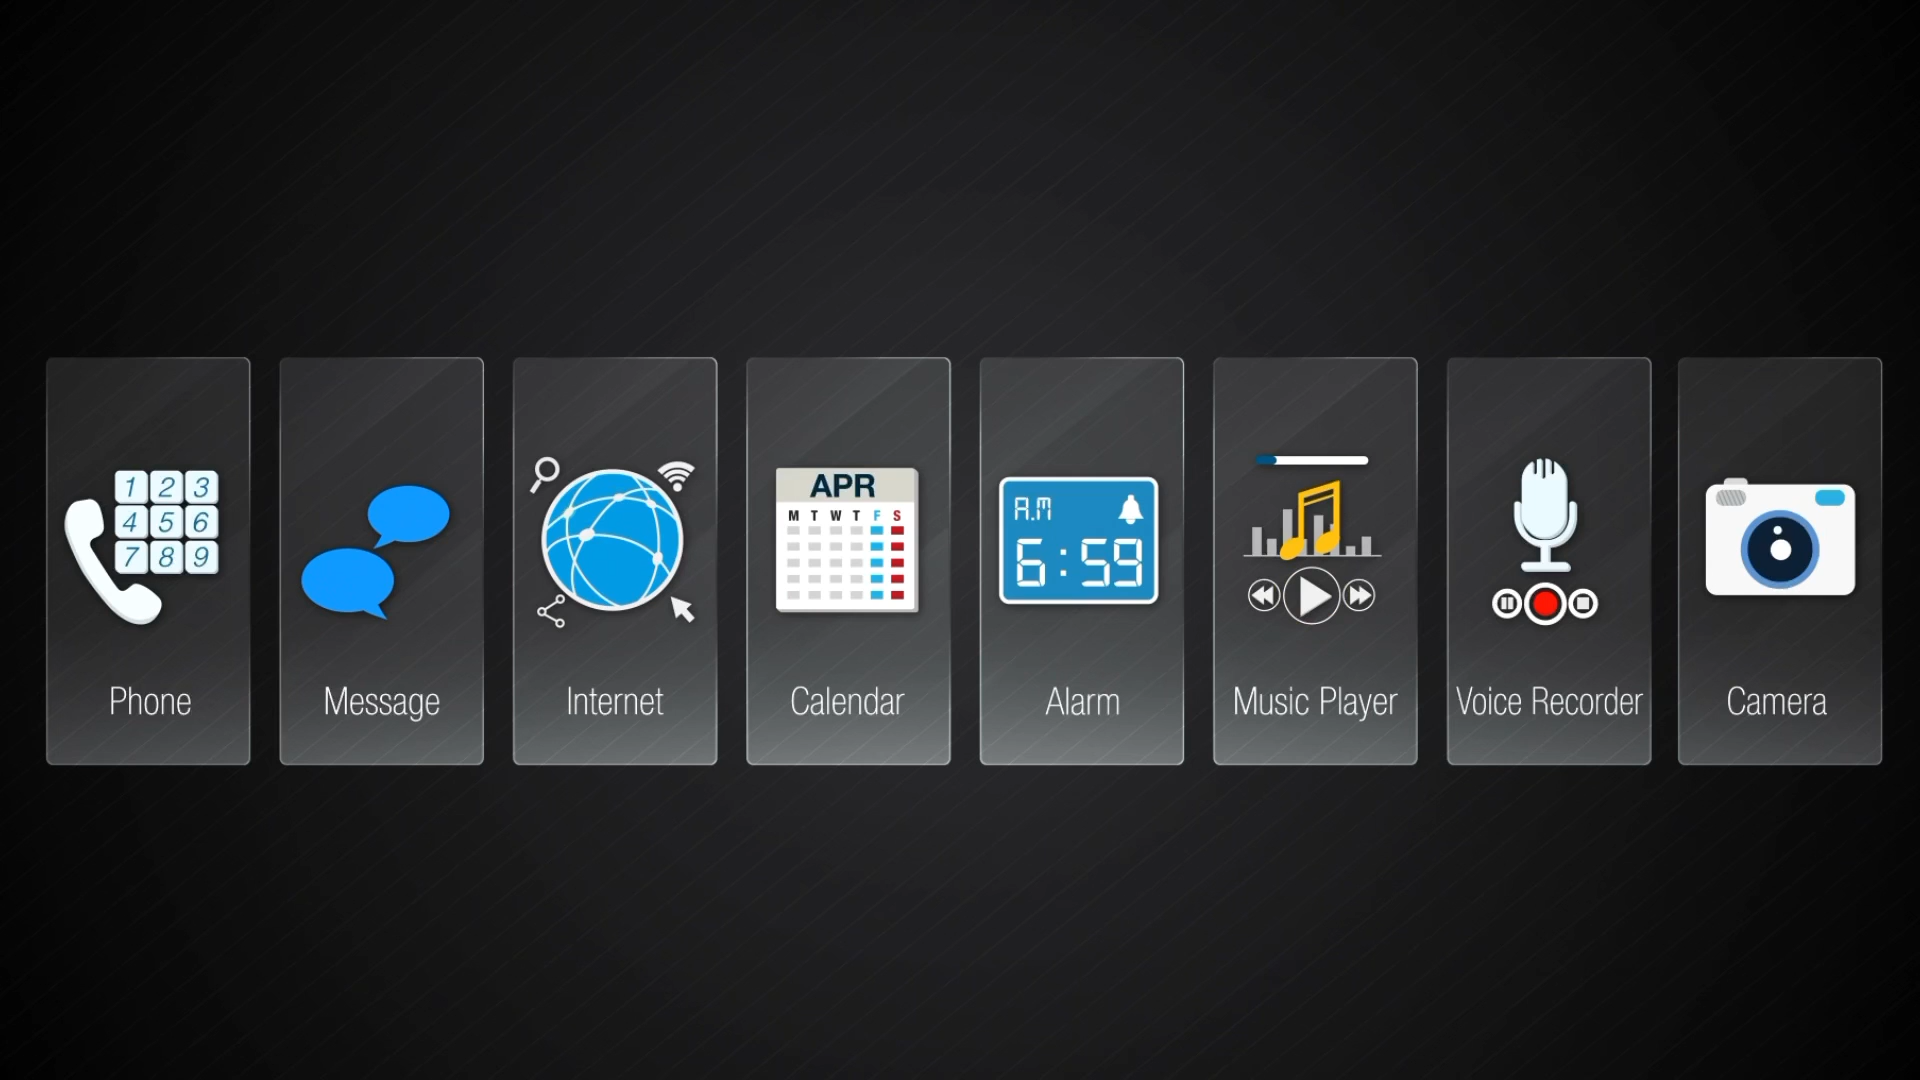 1 2 3
4 5 6
7 8 9
Phone
Message
Internet
APR
M T W T F S
Calendar
A.M
6:59
Alarm
Music Player
Voice Recorder
Camera